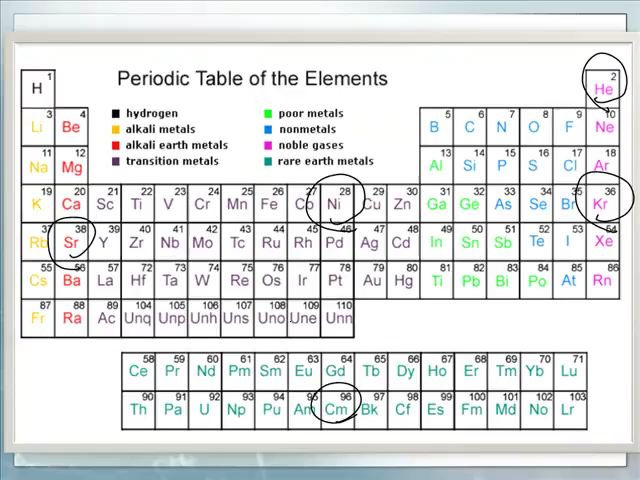 1 2
H He
Periodic Table of the Elements
hydrogen poor metals
alkali metals nonmetals
alkali earth metals noble gases
transition metals rare earth metals
3 4 5 6 7 8 9 10
Li Be B C N O F Ne
11 12 13 14 15 16 17 18
Na Mg Al Si P S Cl Ar
19 20 21 22 23 24 25 26 27 28 29 30 31 32 33 34 35 36
K Ca Sc Ti V Cr Mn Fe Co Ni Cu Zn Ga Ge As Se Br Kr
37 38 39 40 41 42 43 44 45 46 47 48 49 50 51 52 53 54
Rb Sr Y Zr Nb Mo Tc Ru Rh Pd Ag Cd In Sn Sb Te I Xe
55 56 57 72 73 74 75 76 77 78 79 80 81 82 83 84 85 86
Cs Ba La Hf Ta W Re Os Ir Pt Au Hg Ti Pb Bi Po At Rn
87 88 89 104 105 106 107 108 109 110
Fr Ra Ac Unq Unp Unh Uns Uno Une Unn
58 59 60 61 62 63 64 65 66 67 68 69 70 71
Ce Pr Nd Pm Sm Eu Gd Tb Dy Ho Er Tm Yb Lu
90 91 92 93 94 95 96 97 98 99 100 101 102 103
Th Pa U Np Pu Am Cm Bk Cf Es Fm Md No Lr